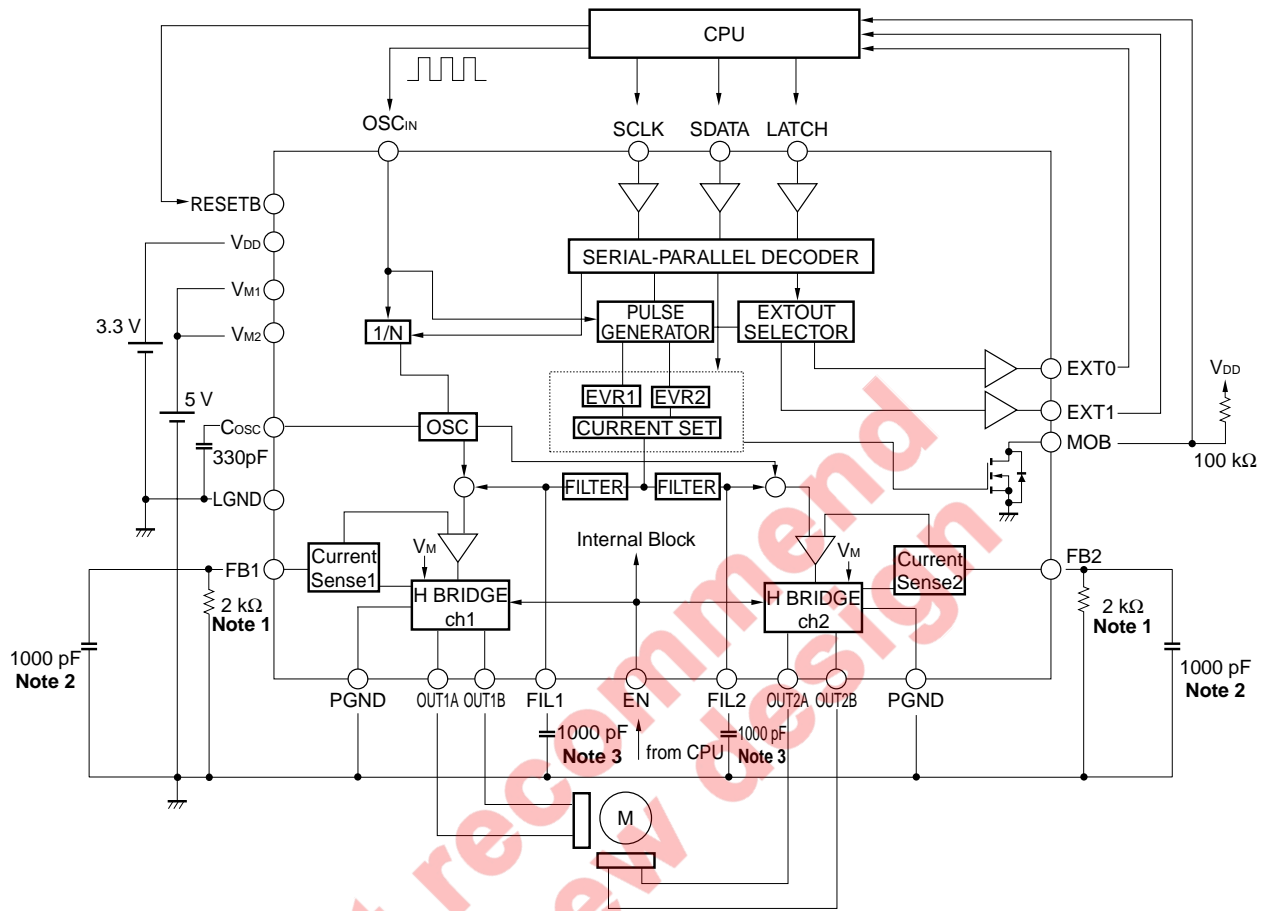 CPU
OSCIN
SCLK
SDATA
LATCH
RESETB
VDD
VM1
VM2
3.3 V
5 V
COSC
330pF
LGND
SERIAL-PARALLEL DECODER
1/N
PULSE
GENERATOR
EXTOUT
SELECTOR
EVR1
EVR2
CURRENT SET
OSC
FILTER
FILTER
EXT0
EXT1
MOB
VDD
100 kΩ
FB1
Current
Sense1
VM
H BRIDGE
ch1
Internal Block
VM
H BRIDGE
ch2
Current
Sense2
FB2
2 kΩ
Note 1
1000 pF
Note 2
2 kΩ
Note 1
1000 pF
Note 2
PGND
OUT1A
OUT1B
FIL1
EN
FIL2
OUT2A
OUT2B
PGND
1000 pF
Note 3
from CPU
1000 pF
Note 3
M
recommend
design